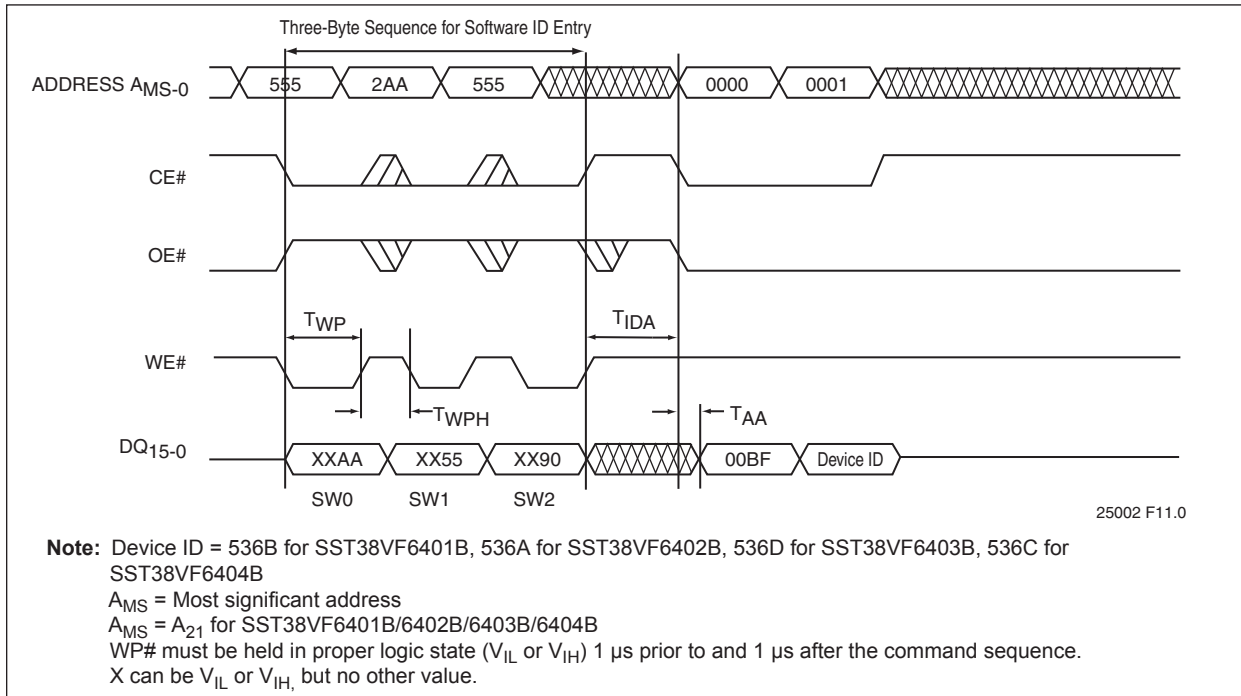 Three-Byte Sequence for Software ID Entry
ADDRESS AMS-0 555 2AA 555 0000 0001
CE#
OE#
TWP TIDA
WE#
TWPH TAA
DQ15-0 XXAA XX55 XX90 00BF Device ID
SW0 SW1 SW2
25002 F11.0
Note: Device ID = 536B for SST38VF6401B, 536A for SST38VF6402B, 536D for SST38VF6403B, 536C for
SST38VF6404B
AMS = Most significant address
AMS = A21 for SST38VF6401B/6402B/6403B/6404B
WP# must be held in proper logic state (VIL or VIH) 1 µs prior to and 1 µs after the command sequence.
X can be VIL or VIH, but no other value.